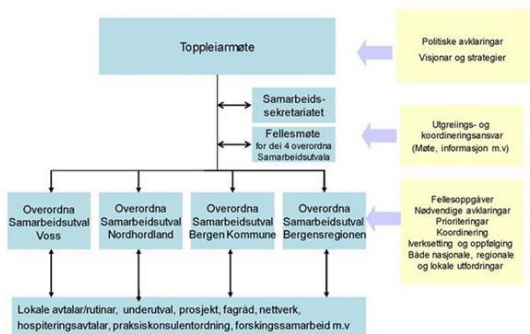 Toppleiarmøte
Politiske avklaringar
Visjonar og strategier
Samarbeids-
sekretariatet
Fellesmøte
for dei 4 overordna
Samarbeidsutvala
Utgreiings- og
koordineringsansvar
(Møte, informasjon m.v)
Overordna
Samarbeidsutval
Voss
Overordna
Samarbeidsutval
Nordhordland
Overordna
Samarbeidsutval
Bergen Kommune
Overordna
Samarbeidsutval
Bergensregionen
Fellesoppgåver
Nødvendige avklaringar
Prioriteringar
Koordinering
Iverksetting og oppfølging
Både nasjonale, regionale
og lokale utfordringar
Lokale avtalar/rutinar, underutval, prosjekt, fagråd, nettverk,
hospiteringsavtalar, praksiskonsulentordning, forskingssamarbeid m.v